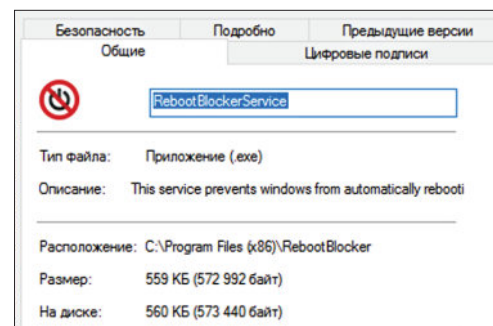 Безопасность Подробно Предыдущие версии
Общие Цифровые подписи
RebootBlockerService
Тип файла: Приложение (.exe)
Описание: This service prevents windows from automatically rebooti
Расположение: C:\Program Files (x86)\RebootBlocker
Размер: 559 КБ (572 992 байт)
На диске: 560 КБ (573 440 байт)